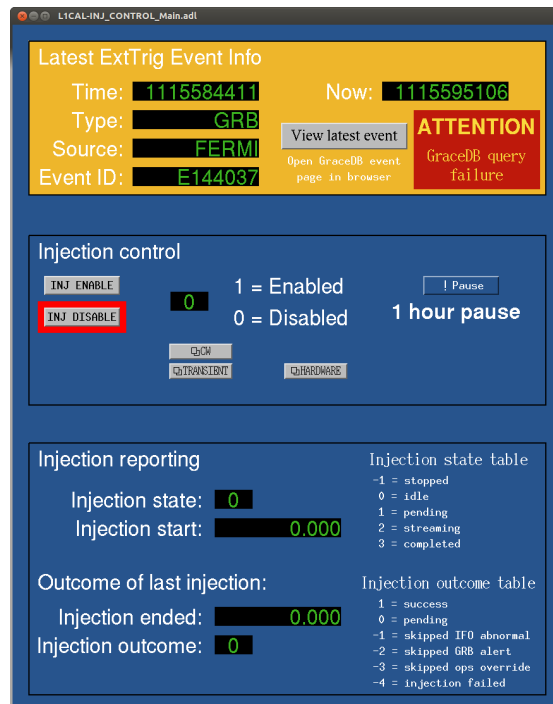 L1CAL-INJ_CONTROL_Main.adl
Latest ExtTrig Event Info
Time: 1115584411
Now: 1115595106
Type: GRB
Source: FERMI
Event ID: E144037
View latest event
Open GraceDB event
page in browser
ATTENTION
GraceDB query
failure
Injection control
INJ ENABLE
INJ DISABLE
0
1 = Enabled
0 = Disabled
! Pause
1 hour pause
CW
TRANSIENT
HARDWARE
Injection reporting
Injection state: 0
Injection start: 0.000
Injection state table
-1 = stopped
0 = idle
1 = pending
2 = streaming
3 = completed
Outcome of last injection:
Injection ended: 0.000
Injection outcome: 0
Injection outcome table
1 = success
0 = pending
-1 = skipped IFO abnormal
-2 = skipped GRB alert
-3 = skipped ops override
-4 = injection failed